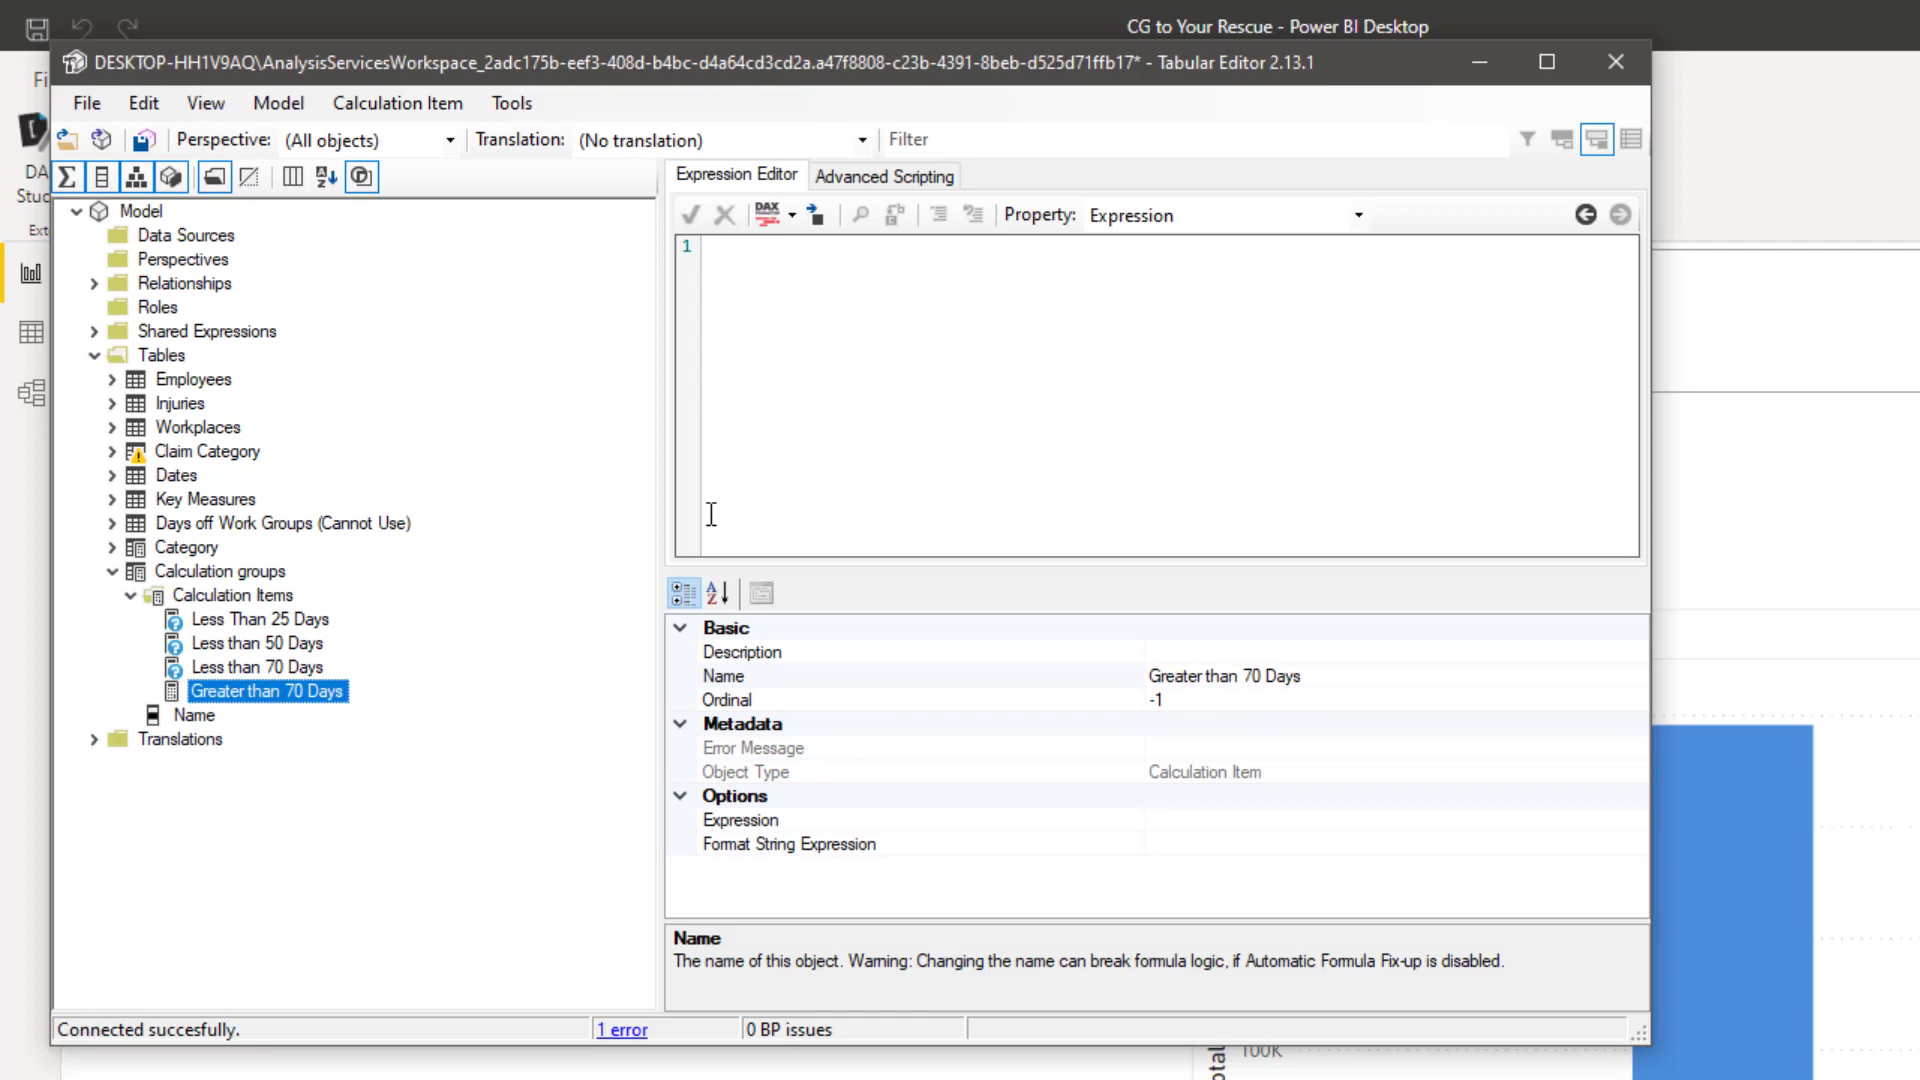 CG to Your Rescue - Power BI Desktop
DESKTOP-HH1V9AQ\AnalysisServicesWorkspace_2adc175b-eef3-408d-b4bc-d4a64cd3cd2a.a47f8808-c23b-4391-8beb-d525d71ffb17* - Tabular Editor 2.13.1
Fi
File Edit View Model Calculation Item Tools
Perspective: (All objects) Translation: (No translation) Filter
DA
Stud
Ext
Expression Editor Advanced Scripting
DAX Property: Expression
1
Model
Data Sources
Perspectives
Relationships
Roles
Shared Expressions
Tables
Employees
Injuries
Workplaces
Claim Category
Dates
Key Measures
Days off Work Groups (Cannot Use)
Category
Calculation groups
Calculation Items
Less Than 25 Days
Less than 50 Days
Less than 70 Days
Greater than 70 Days
Name
Translations
Basic
Description
Name Greater than 70 Days
Ordinal -1
Metadata
Error Message
Object Type Calculation Item
Options
Expression
Format String Expression
Name
The name of this object. Warning: Changing the name can break formula logic, if Automatic Formula Fix-up is disabled.
Connected succesfully. 1 error 0 BP issues
otal
100K